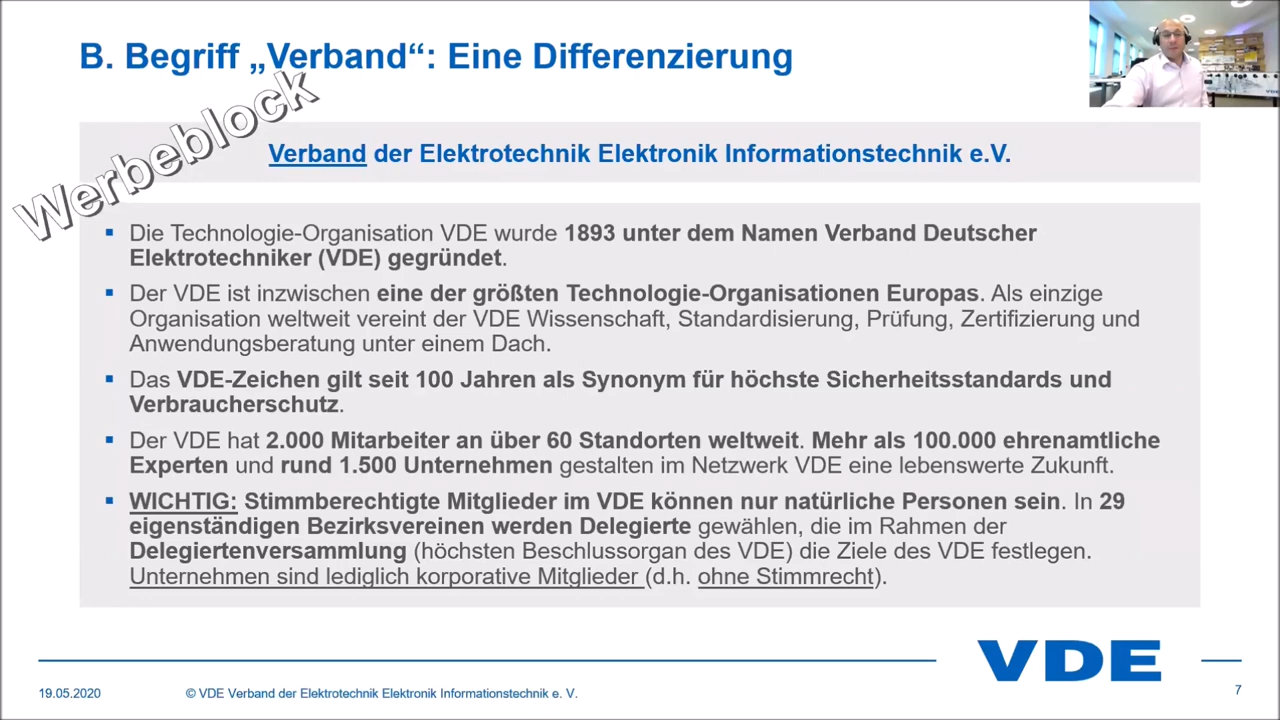 B. Begriff „Verband“: Eine Differenzierung
Werbeblock
Verband der Elektrotechnik Elektronik Informationstechnik e.V.
Die Technologie-Organisation VDE wurde 1893 unter dem Namen Verband Deutscher
Elektrotechniker (VDE) gegründet.
Der VDE ist inzwischen eine der größten Technologie-Organisationen Europas. Als einzige
Organisation weltweit vereint der VDE Wissenschaft, Standardisierung, Prüfung, Zertifizierung und
Anwendungsberatung unter einem Dach.
Das VDE-Zeichen gilt seit 100 Jahren als Synonym für höchste Sicherheitsstandards und
Verbraucherschutz.
Der VDE hat 2.000 Mitarbeiter an über 60 Standorten weltweit. Mehr als 100.000 ehrenamtliche
Experten und rund 1.500 Unternehmen gestalten im Netzwerk VDE eine lebenswerte Zukunft.
WICHTIG: Stimmberechtigte Mitglieder im VDE können nur natürliche Personen sein. In 29
eigenständigen Bezirksvereinen werden Delegierte gewählen, die im Rahmen der
Delegiertenversammlung (höchsten Beschlussorgan des VDE) die Ziele des VDE festlegen.
Unternehmen sind lediglich korporative Mitglieder (d.h. ohne Stimmrecht).
VDE
VDE
19.05.2020
© VDE Verband der Elektrotechnik Elektronik Informationstechnik e. V.
7